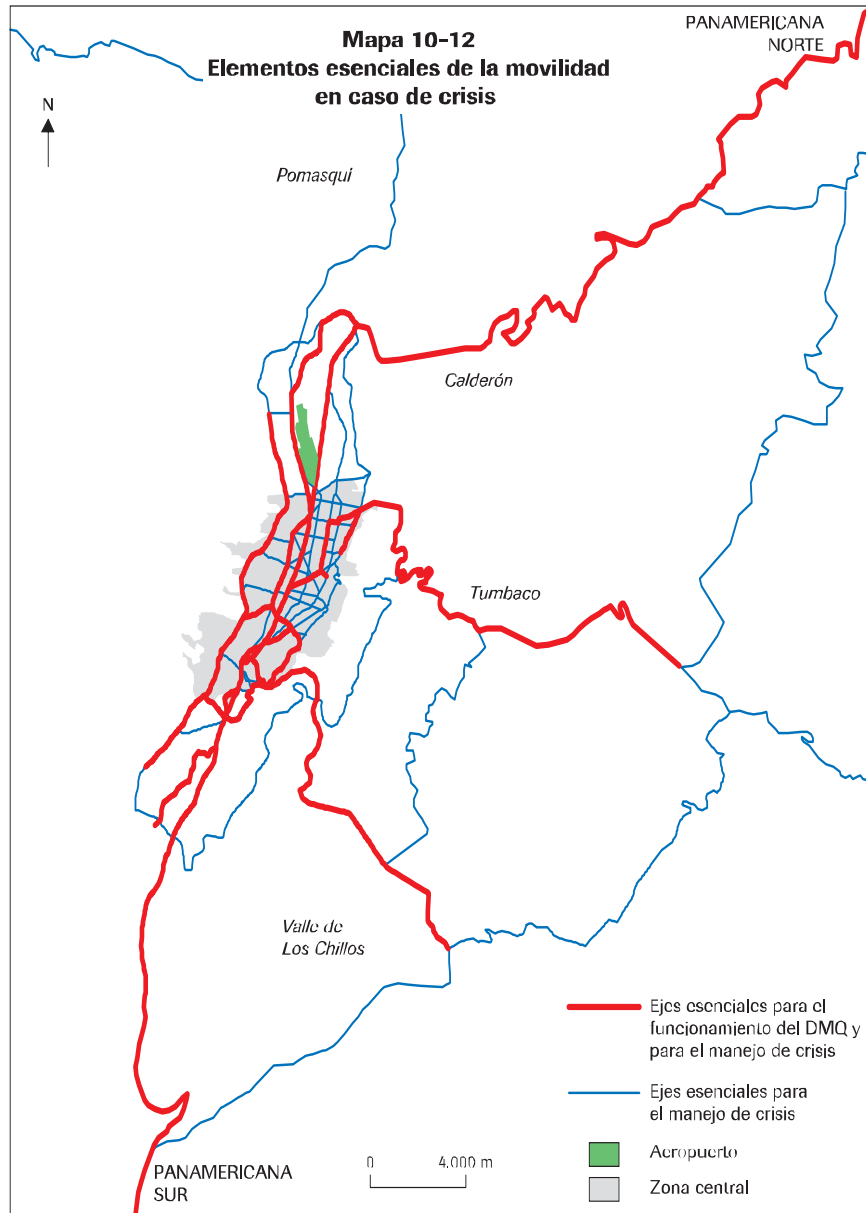 PANAMERICANA
NORTE
Mapa 10-12
Elementos esenciales de la movilidad
en caso de crisis
N
Pomasqui
Calderón
Tumbaco
Valle de
Los Chillos
Ejes esenciales para el
funcionamiento del DMQ y
para el manejo de crisis
Ejes esenciales para
el manejo de crisis
Aeropuerto
Zona central
0 4.000 m
PANAMERICANA
SUR